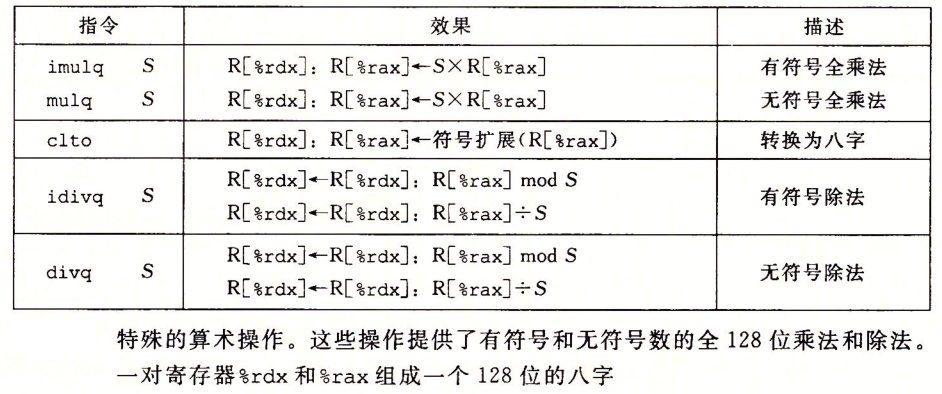 指令 效果 描述
imulq S R[%rdx]：R[%rax]←S×R[%rax] 有符号全乘法
mulq S R[%rdx]：R[%rax]←S×R[%rax] 无符号全乘法
clto R[%rdx]：R[%rax]←符号扩展(R[%rax]) 转换为八字
idivq S R[%rdx]←R[%rdx]：R[%rax] mod S 有符号除法
R[%rdx]←R[%rdx]：R[%rax]÷S
divq S R[%rdx]←R[%rdx]：R[%rax] mod S 无符号除法
R[%rdx]←R[%rdx]：R[%rax]÷S
特殊的算术操作。这些操作提供了有符号和无符号数的全 128 位乘法和除法。
一对寄存器%rdx 和%rax 组成一个 128 位的八字